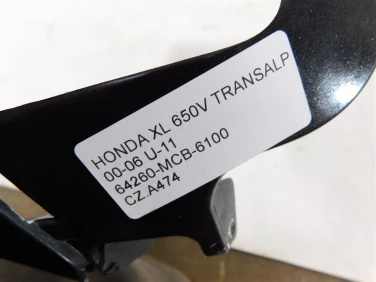 HONDA XL 650V TRANSALP
00-06 U-11
64260-MCB-6100
CZ.A474